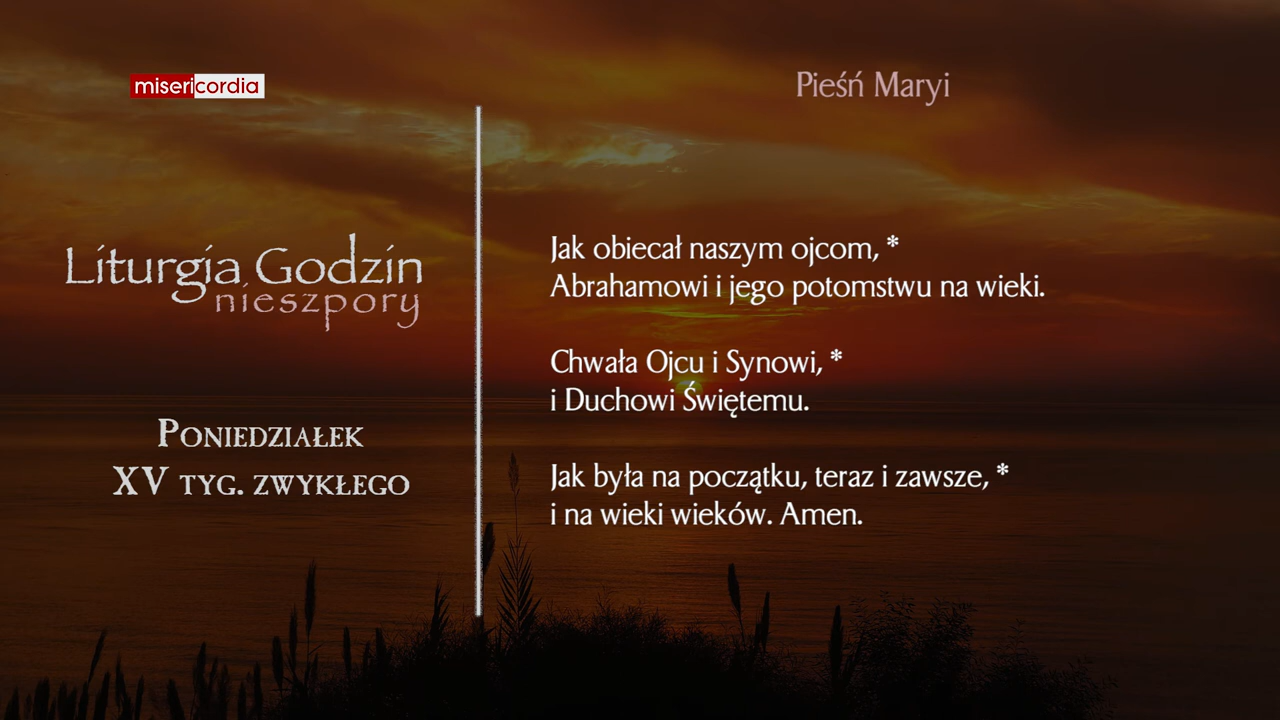 misericordia
Liturgia Godzin
nieszpory
Poniedziałek
XV tyg. zwykłego
Pieśń Maryi
Jak obiecał naszym ojcom, *
Abrahamowi i jego potomstwu na wieki.
Chwała Ojcu i Synowi, *
i Duchowi Świętemu.
Jak była na początku, teraz i zawsze, *
i na wieki wieków. Amen.